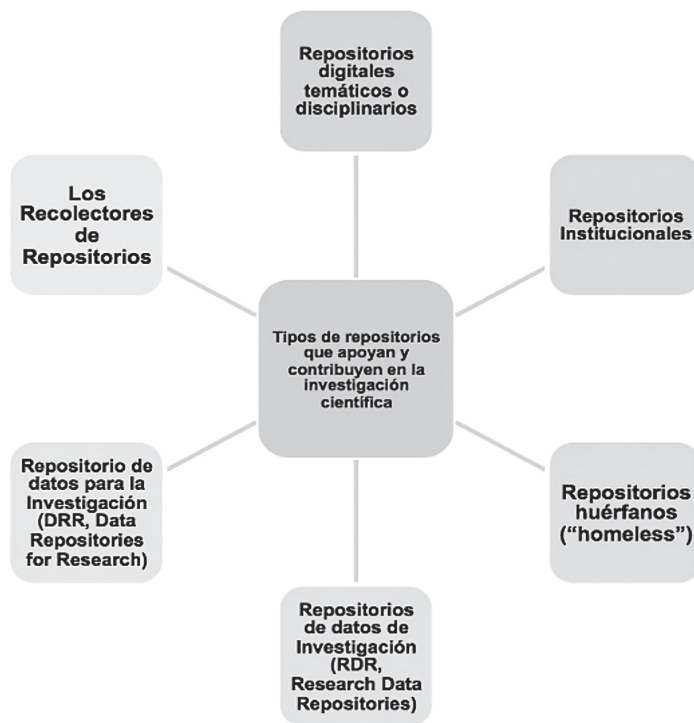 Repositorios
digitales
temáticos o
disciplinarios
Los
Recolectores
de
Repositorios
Repositorios
Institucionales
Tipos de repositorios
que apoyan y
contribuyen en la
investigación
científica
Repositorio de
datos para la
Investigación
(DRR, Data
Repositories
for Research)
Repositorios
huérfanos
(“homeless”)
Repositorios
de datos de
Investigación
(RDR,
Research Data
Repositories)